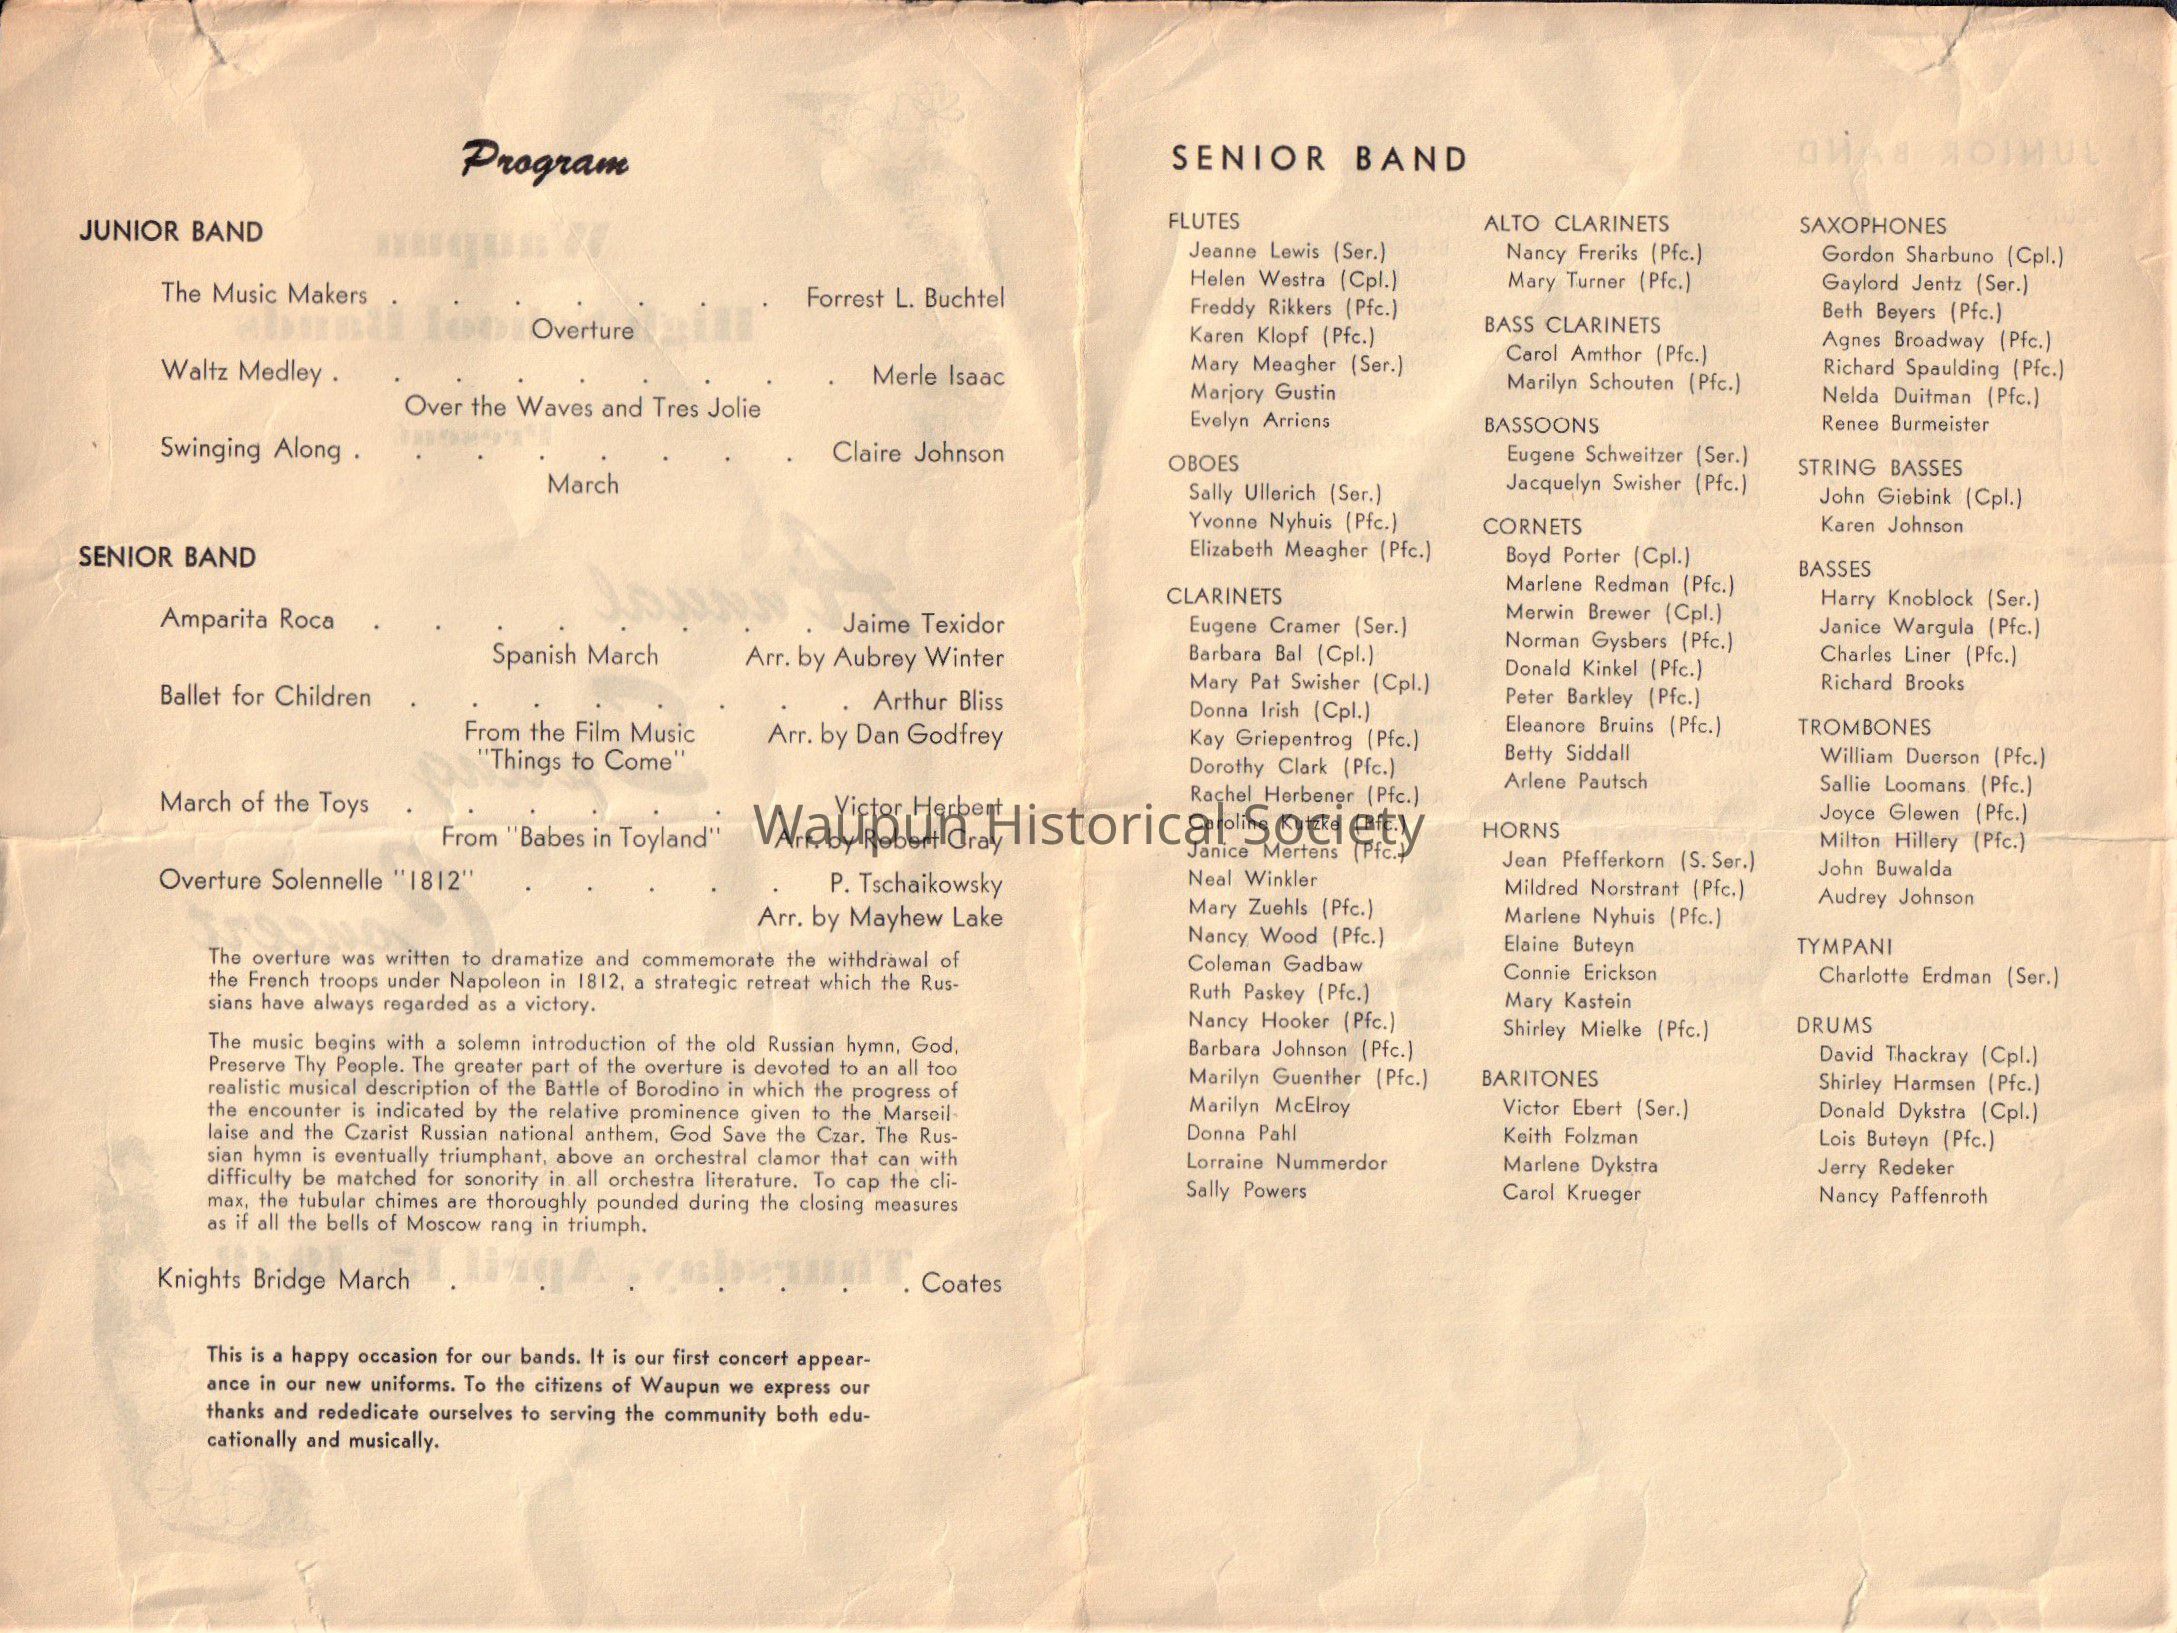 Program
JUNIOR BAND
The Music Makers . . . . . . . Forrest L. Buchtel
Overture
Waltz Medley . . . . . . . . . Merle Isaac
Over the Waves and Tres Jolie
Swinging Along . . . . . . . . Claire Johnson
March
SENIOR BAND
Amparita Roca . . . . . . . . Jaime Texidor
Spanish March Arr. by Aubrey Winter
Ballet for Children . . . . . . . . Arthur Bliss
From the Film Music Arr. by Dan Godfrey
"Things to Come"
March of the Toys . . . . . . Victor Herbert
From "Babes in Toyland" Arr. by Robert Gray
Overture Solennelle "1812" . . . . . P. Tschaikowsky
Arr. by Mayhew Lake
The overture was written to dramatize and commemorate the withdrawal of
the French troops under Napoleon in 1812, a strategic retreat which the Rus-
sians have always regarded as a victory.
The music begins with a solemn introduction of the old Russian hymn, God,
Preserve Thy People. The greater part of the overture is devoted to an all too
realistic musical description of the Battle of Borodino in which the progress of
the encounter is indicated by the relative prominence given to the Marseil-
laise and the Czarist Russian national anthem, God Save the Czar. The Rus-
sian hymn is eventually triumphant, above an orchestral clamor that can with
difficulty be matched for sonority in all orchestra literature. To cap the cli-
max, the tubular chimes are thoroughly pounded during the closing measures
as if all the bells of Moscow rang in triumph.
Knights Bridge March . . . . . . . Coates
This is a happy occasion for our bands. It is our first concert appear-
ance in our new uniforms. To the citizens of Waupun we express our
thanks and rededicate ourselves to serving the community both edu-
cationally and musically.
Waupun Historical Society
SENIOR BAND
FLUTES
Jeanne Lewis (Ser.)
Helen Westra (Cpl.)
Freddy Rikkers (Pfc.)
Karen Klopf (Pfc.)
Mary Meagher (Ser.)
Marjory Gustin
Evelyn Arriens
OBOES
Sally Ullerich (Ser.)
Yvonne Nyhuis (Pfc.)
Elizabeth Meagher (Pfc.)
CLARINETS
Eugene Cramer (Ser.)
Barbara Bal (Cpl.)
Mary Pat Swisher (Cpl.)
Donna Irish (Cpl.)
Kay Griepentrog (Pfc.)
Dorothy Clark (Pfc.)
Rachel Herbener (Pfc.)
Caroline Kutzke (Pfc.)
Janice Mertens (Pfc.)
Neal Winkler
Mary Zuehls (Pfc.)
Nancy Wood (Pfc.)
Coleman Gadbaw
Ruth Paskey (Pfc.)
Nancy Hooker (Pfc.)
Barbara Johnson (Pfc.)
Marilyn Guenther (Pfc.)
Marilyn McElroy
Donna Pahl
Lorraine Nummerdor
Sally Powers
ALTO CLARINETS
Nancy Freriks (Pfc.)
Mary Turner (Pfc.)
BASS CLARINETS
Carol Amthor (Pfc.)
Marilyn Schouten (Pfc.)
BASSOONS
Eugene Schweitzer (Ser.)
Jacquelyn Swisher (Pfc.)
CORNETS
Boyd Porter (Cpl.)
Marlene Redman (Pfc.)
Merwin Brewer (Cpl.)
Norman Gysbers (Pfc.)
Donald Kinkel (Pfc.)
Peter Barkley (Pfc.)
Eleanore Bruins (Pfc.)
Betty Siddall
Arlene Pautsch
HORNS
Jean Pfefferkorn (S. Ser.)
Mildred Norstrant (Pfc.)
Marlene Nyhuis (Pfc.)
Elaine Buteyn
Connie Erickson
Mary Kastein
Shirley Mielke (Pfc.)
BARITONES
Victor Ebert (Ser.)
Keith Folzman
Marlene Dykstra
Carol Krueger
SAXOPHONES
Gordon Sharbuno (Cpl.)
Gaylord Jentz (Ser.)
Beth Beyers (Pfc.)
Agnes Broadway (Pfc.)
Richard Spaulding (Pfc.)
Nelda Duitman (Pfc.)
Renee Burmeister
STRING BASSES
John Giebink (Cpl.)
Karen Johnson
BASSES
Harry Knoblock (Ser.)
Janice Wargula (Pfc.)
Charles Liner (Pfc.)
Richard Brooks
TROMBONES
William Duerson (Pfc.)
Sallie Loomans (Pfc.)
Joyce Glewen (Pfc.)
Milton Hillery (Pfc.)
John Buwalda
Audrey Johnson
TYMPANI
Charlotte Erdman (Ser.)
DRUMS
David Thackray (Cpl.)
Shirley Harmsen (Pfc.)
Donald Dykstra (Cpl.)
Lois Buteyn (Pfc.)
Jerry Redeker
Nancy Paffenroth